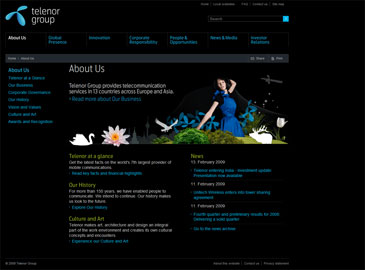 Home Local websites FAQ Contact us Site map
telenor
group
Search
About Us
Global
Presence
Innovation
Corporate
Responsibility
People &
Opportunities
News & Media
Investor
Relations
Home About Us
Share Print
About Us
Telenor at a Glance
Our Business
Corporate Governance
Our History
Vision and Values
Culture and Art
Awards and Recognition
About Us
Telenor Group provides telecommunication
services in 13 countries across Europe and Asia.
Read more about Our Business
Telenor at a glance
Get the latest facts on the world's 7th largest provider of
mobile communications
Read key facts and financial highlights
Our History
For more than 150 years, we have enabled people to
communicate. We intend to continue. Our history makes
us look to the future
Explore Our History
Culture and Art
Telenor makes art, architecture and design an integral
part of the work environment and creates its own cultural
concepts and encounters
Experience our Culture and Art
News
13 February 2009
Telenor entering India - Investment update:
Presentation now available
11 February 2009
Unitech Wireless enters into tower sharing
agreement
11 February 2009
Fourth quarter and preliminary results for 2008:
Delivering a solid quarter
Go to the news archive
© 2009 Telenor Group
About this website Contact us Privacy statement